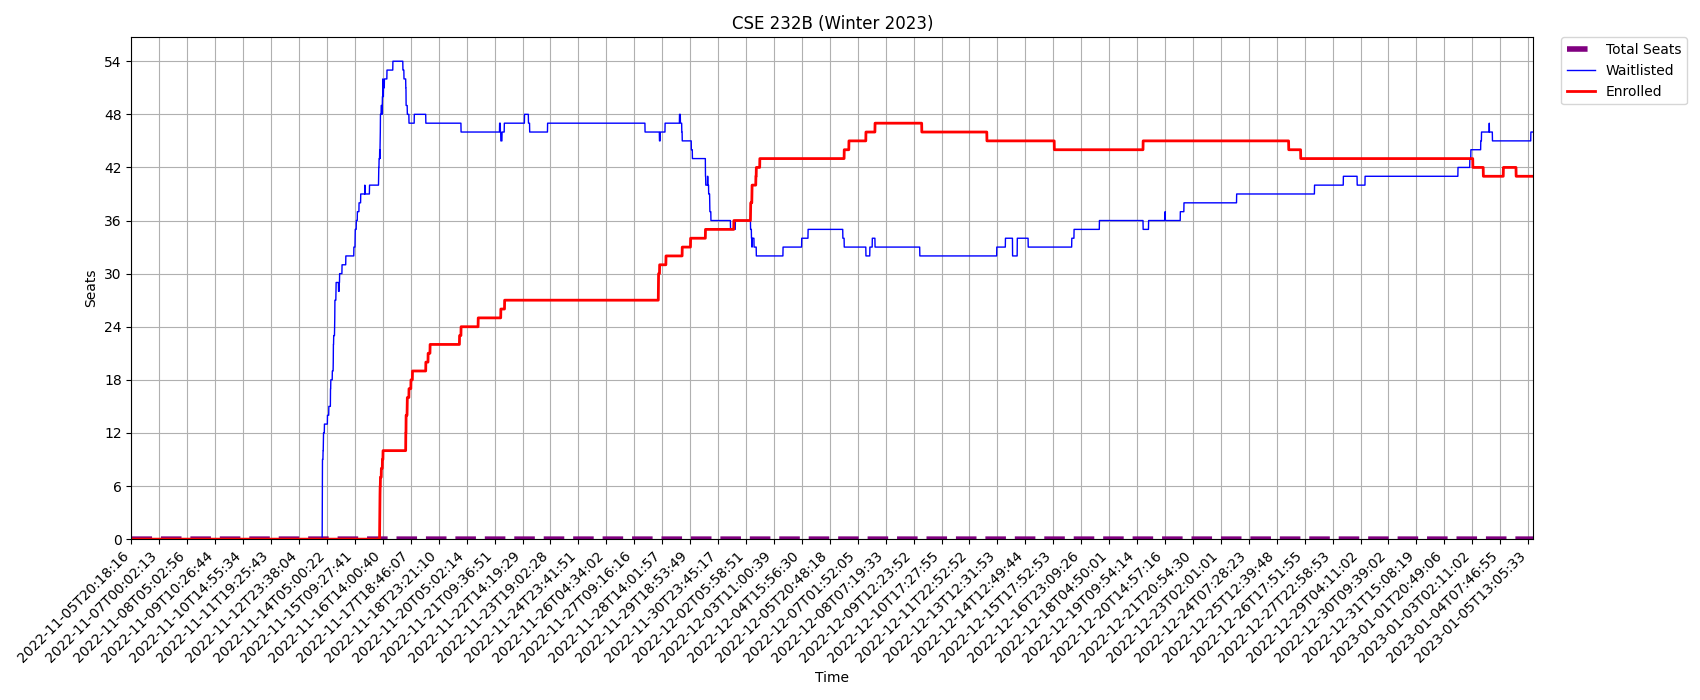 CSE 232B (Winter 2023)
Total Seats
Waitlisted
Enrolled
Seats
54
48
42
36
30
24
18
12
6
0
2022-11-05T20:18:16
2022-11-07T00:02:13
2022-11-08T05:02:56
2022-11-09T10:26:44
2022-11-10T14:55:34
2022-11-11T19:25:43
2022-11-12T23:38:04
2022-11-14T05:00:22
2022-11-15T09:27:41
2022-11-16T14:00:40
2022-11-17T18:46:07
2022-11-18T23:21:10
2022-11-20T05:02:14
2022-11-21T09:36:51
2022-11-22T14:19:29
2022-11-23T19:02:28
2022-11-24T23:41:51
2022-11-26T04:34:02
2022-11-27T09:16:16
2022-11-28T14:01:57
2022-11-29T18:53:49
2022-11-30T23:45:17
2022-12-02T05:58:51
2022-12-03T11:00:39
2022-12-04T15:56:30
2022-12-05T20:48:18
2022-12-07T01:52:05
2022-12-08T07:19:33
2022-12-09T12:23:52
2022-12-10T17:27:55
2022-12-11T22:52:52
2022-12-13T12:31:53
2022-12-14T12:49:44
2022-12-15T17:52:53
2022-12-16T23:09:26
2022-12-18T04:50:01
2022-12-19T09:54:14
2022-12-20T14:57:16
2022-12-21T20:54:30
2022-12-23T02:01:01
2022-12-24T07:28:23
2022-12-25T12:39:48
2022-12-26T17:51:55
2022-12-27T22:58:53
2022-12-29T04:11:02
2022-12-30T09:39:02
2022-12-31T15:08:19
2023-01-01T20:49:06
2023-01-03T02:11:02
2023-01-04T07:46:55
2023-01-05T13:05:33
Time